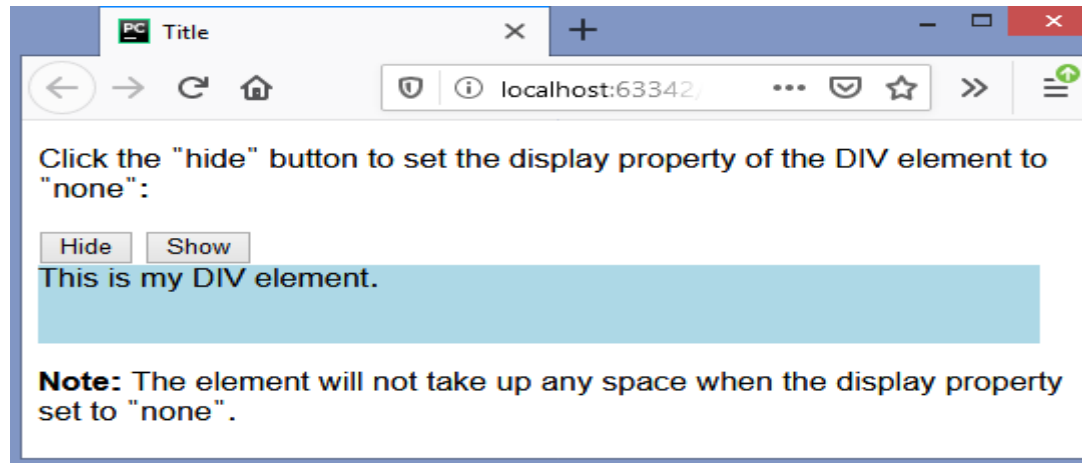 PC Title
localhost:63342/
Click the "hide" button to set the display property of the DIV element to
"none":
Hide Show
This is my DIV element.
Note: The element will not take up any space when the display property
set to "none".